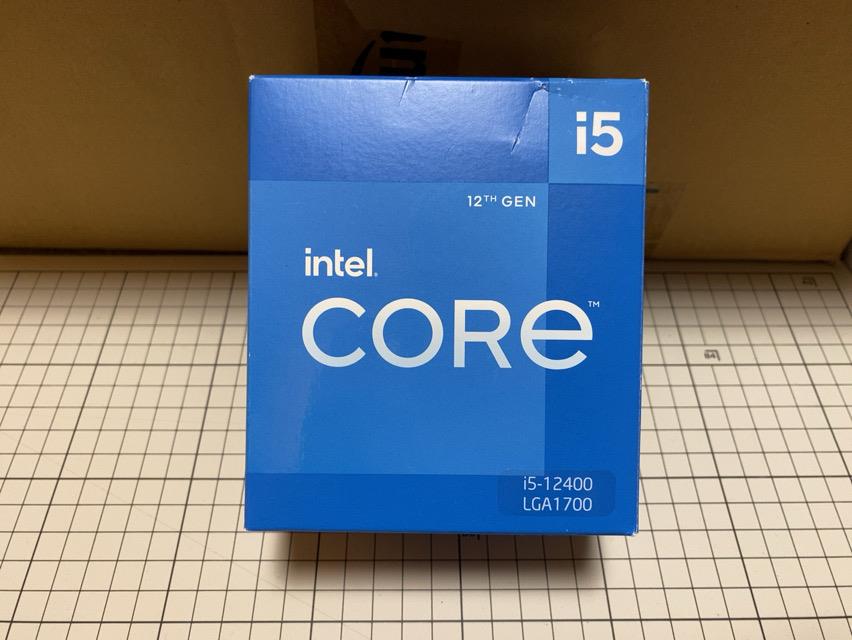 i5
12TH GEN
intel.
CORE™
i5-12400
LGA1700